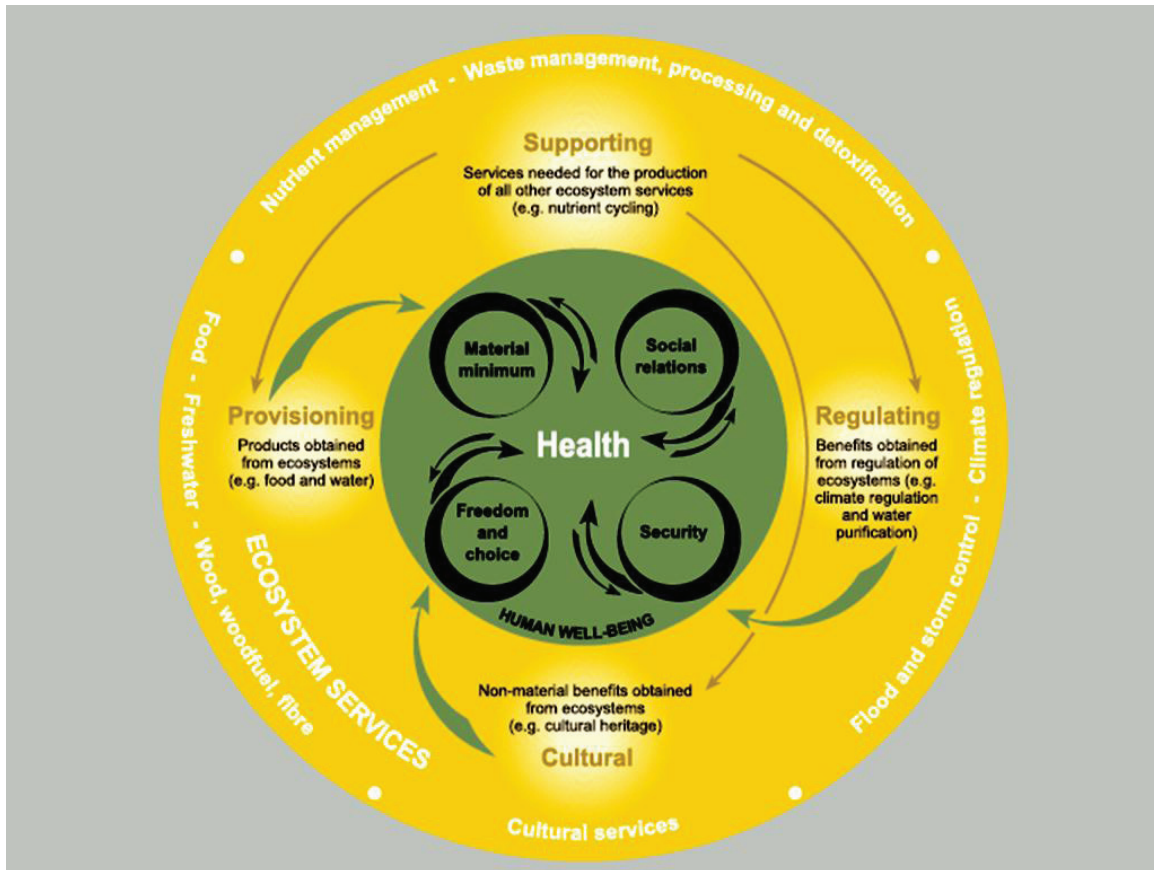 Nutrient management - Waste management, processing and detoxification
Supporting
Services needed for the production
of all other ecosystem services
(e.g. nutrient cycling)
Food - Freshwater - Wood, woodfuel, fibre
Flood and storm control - Climate regulation
Material
minimum
Social
relations
Provisioning
Products obtained
from ecosystems
(e.g. food and water)
Health
Regulating
Benefits obtained
from regulation of
ecosystems (e.g.
climate regulation
and water
purification)
Freedom
and
choice
Security
HUMAN WELL-BEING
ECOSYSTEM SERVICES
Non-material benefits obtained
from ecosystems
(e.g. cultural heritage)
Cultural
Cultural services